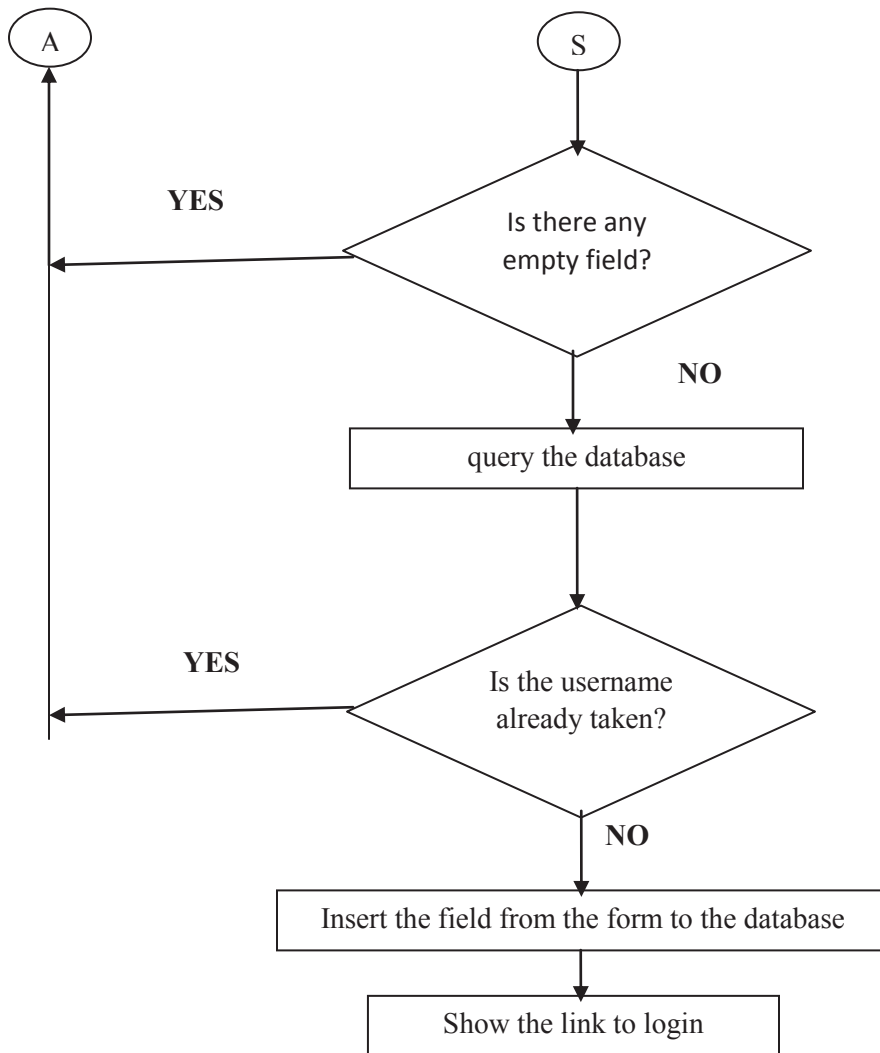 A
S
YES
Is there any
empty field?
NO
query the database
YES
Is the username
already taken?
NO
Insert the field from the form to the database
Show the link to login